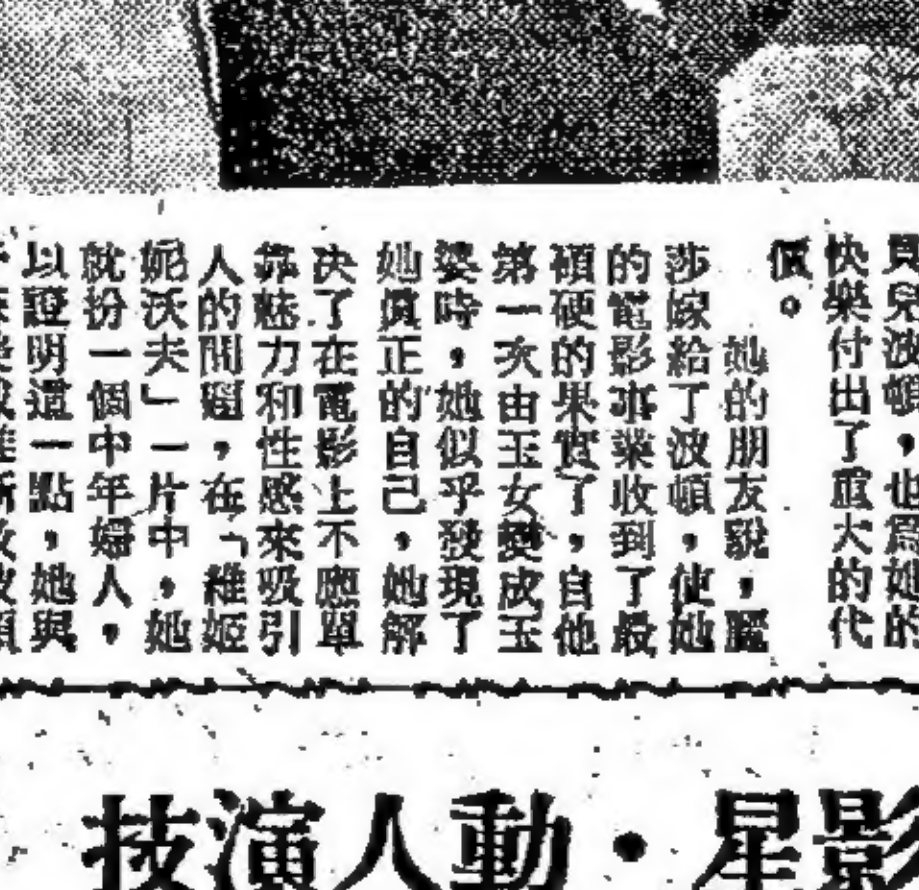 貝兒波頓，也爲她的
快樂付出了重大的代
價。
她的朋友說，麗
莎嫁給了波頓，使她
的電影事業收到了最
碩硬的果實了，自他
第一次由玉女變成玉
婆時，她似乎發現了
她眞正的自己，她解
决了在電影上不應單
靠魅力和性感來吸引
人的問題，在「雌姬
妮沃夫」一片中，她
就扮一個中年婦人，
以證明這一點，她與
影星・動人演技